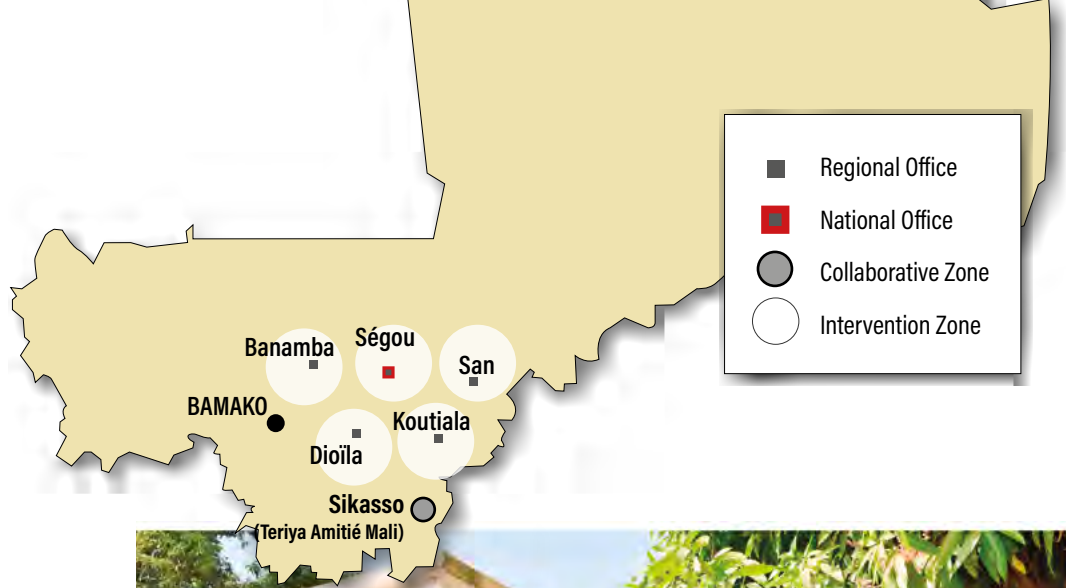 Regional Office
National Office
Collaborative Zone
Intervention Zone
Banamba
Ségou
San
BAMAKO
Koutiala
Dioïla
Sikasso
(Teriya Amitié Mali)